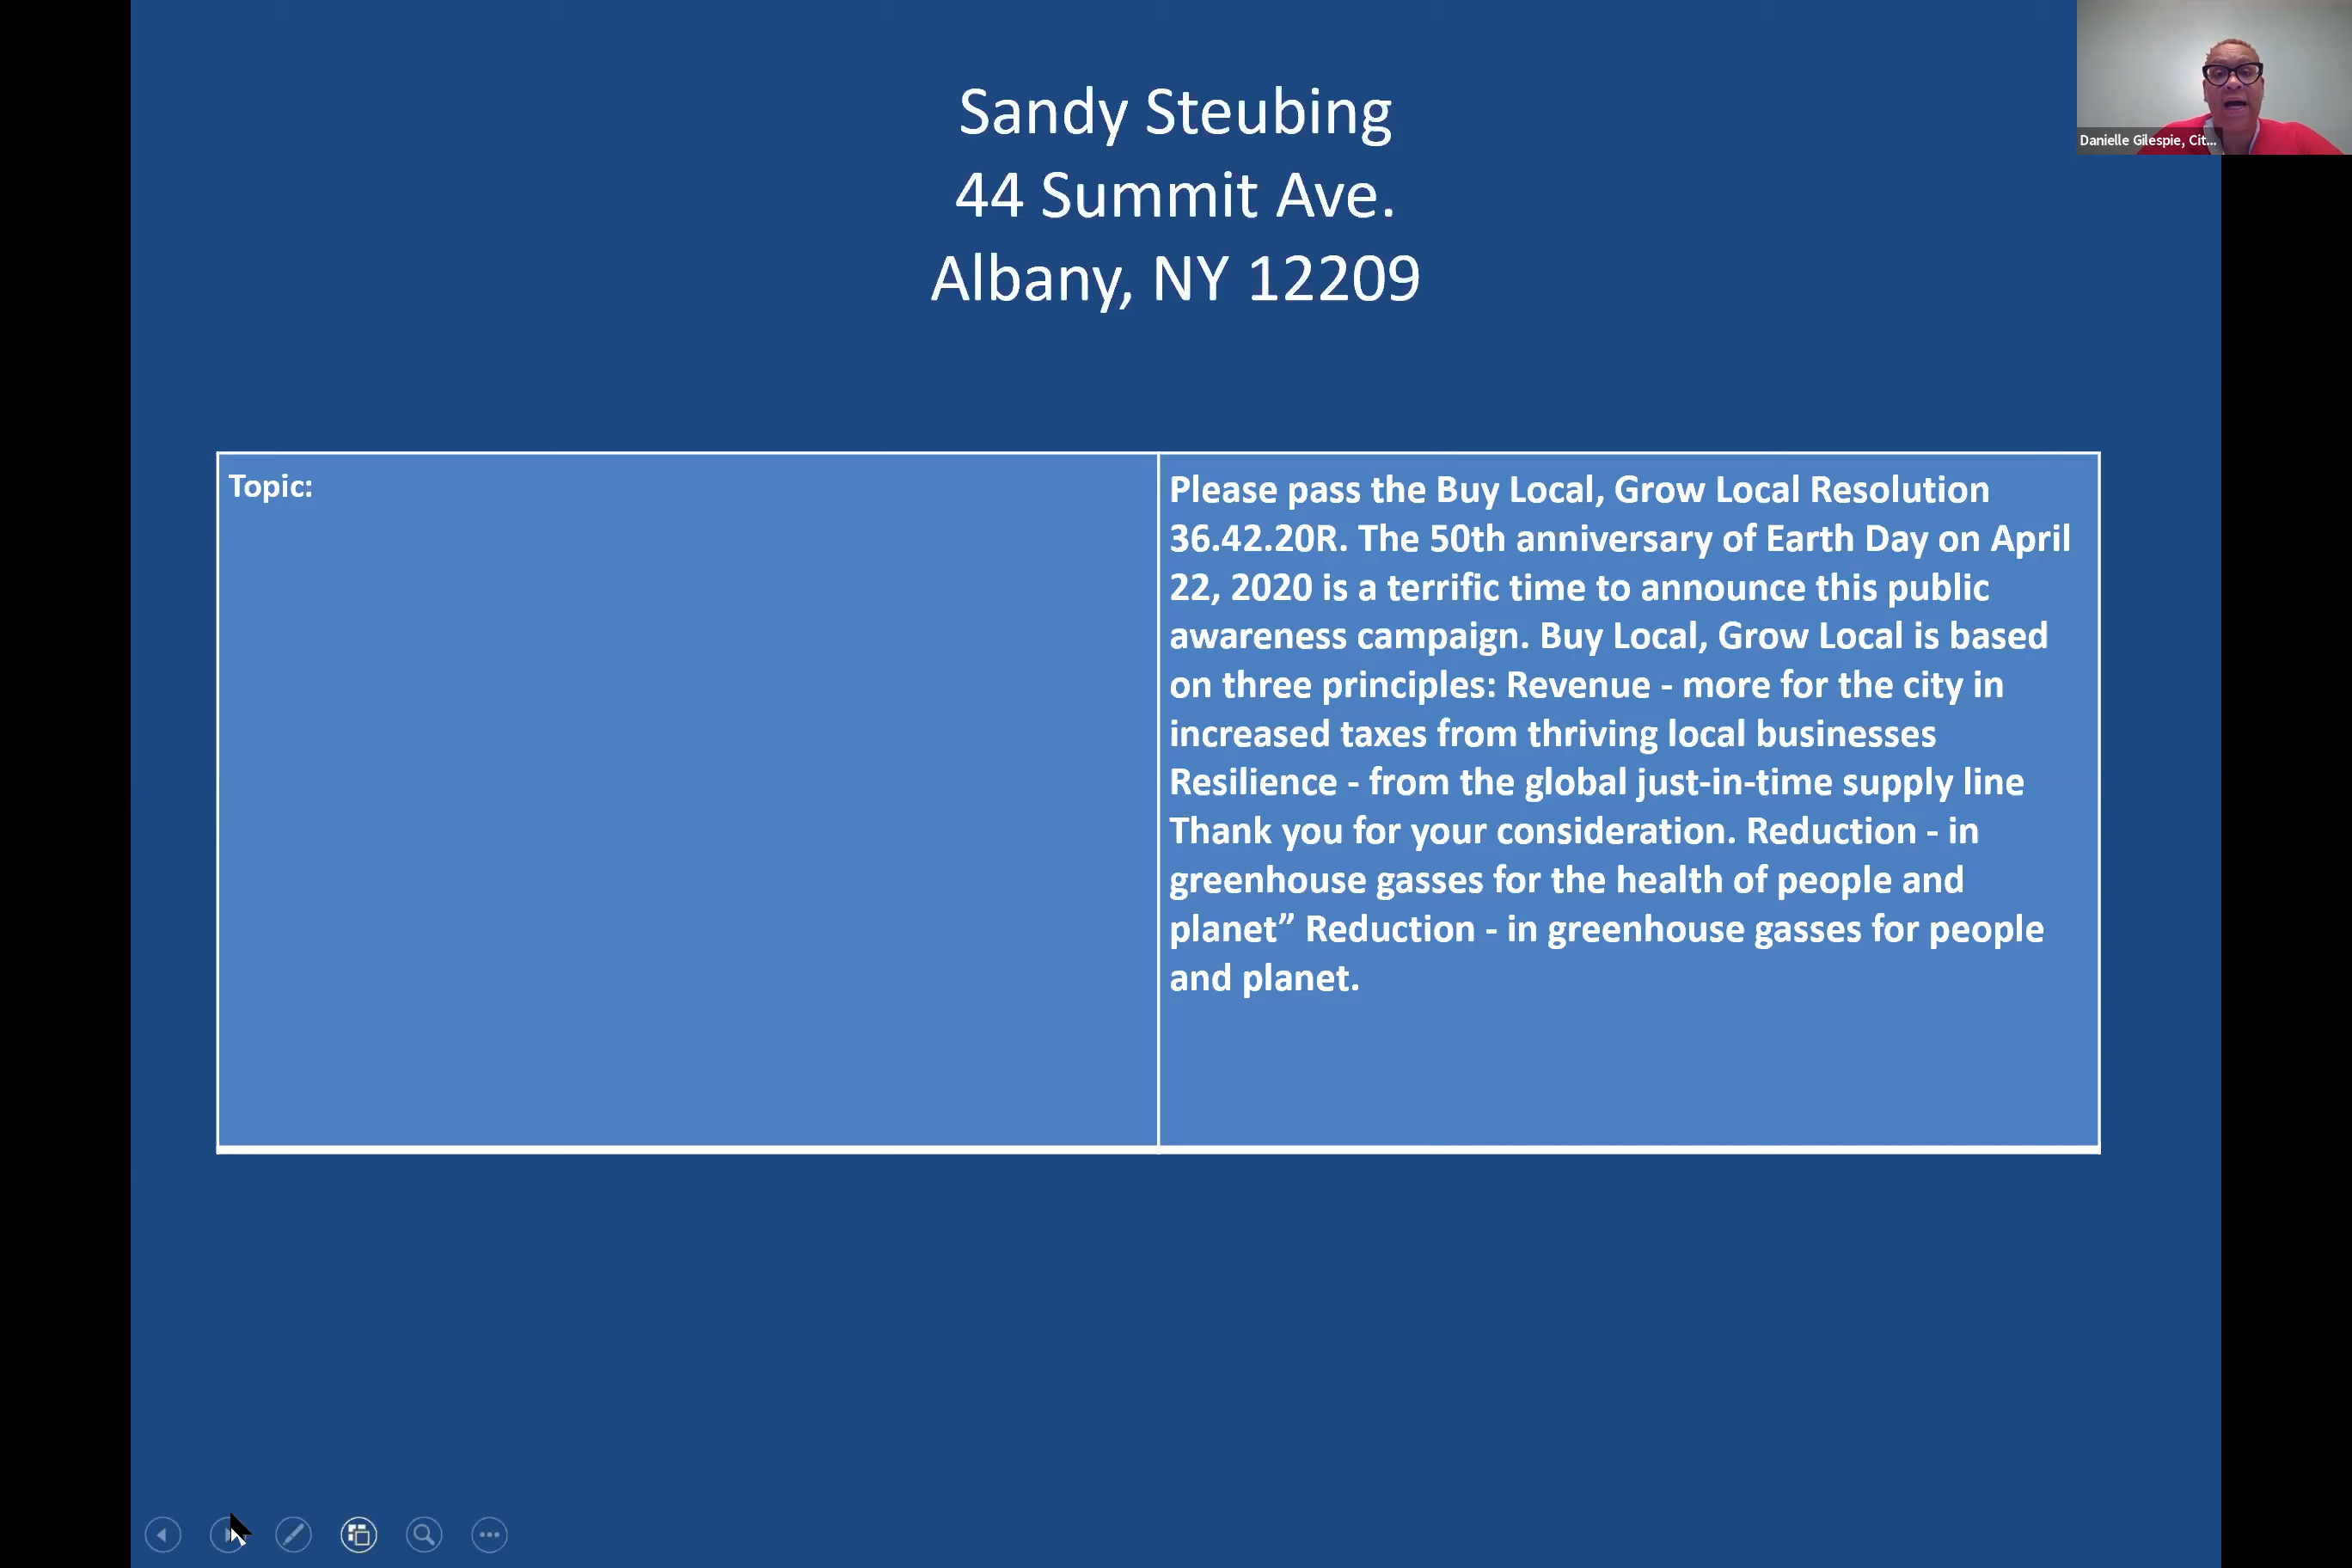 Sandy Steubing
44 Summit Ave.
Albany, NY 12209
Danielle Gilespie, Cit...
Topic:
Please pass the Buy Local, Grow Local Resolution
36.42.20R. The 50th anniversary of Earth Day on April
22, 2020 is a terrific time to announce this public
awareness campaign. Buy Local, Grow Local is based
on three principles: Revenue - more for the city in
increased taxes from thriving local businesses
Resilience - from the global just-in-time supply line
Thank you for your consideration. Reduction - in
greenhouse gasses for the health of people and
planet” Reduction - in greenhouse gasses for people
and planet.